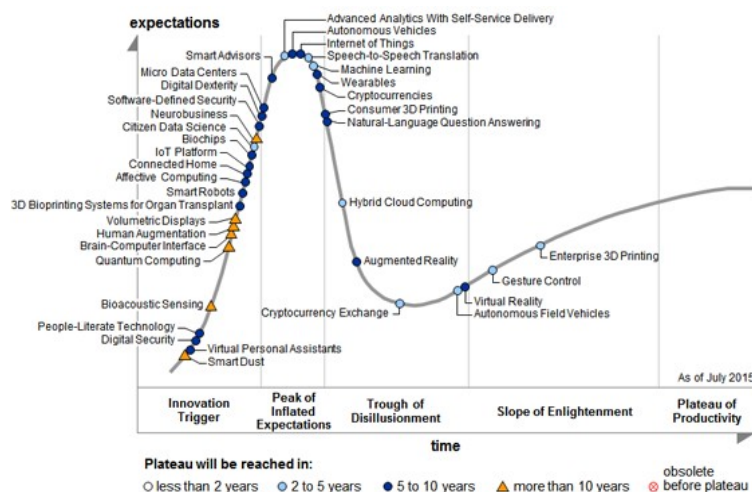 expectations
Advanced Analytics With Self-Service Delivery
Autonomous Vehicles
Internet of Things
Smart Advisors
Speech-to-Speech Translation
Machine Learning
Micro Data Centers
Wearables
Digital Dexterity
Cryptocurrencies
Software-Defined Security
Consumer 3D Printing
Neurobusiness
Natural-Language Question Answering
Citizen Data Science
Biochips
IoT Platform
Connected Home
Affective Computing
Smart Robots
Hybrid Cloud Computing
3D Bioprinting Systems for Organ Transplant
Volumetric Displays
Human Augmentation
Brain-Computer Interface
Enterprise 3D Printing
Quantum Computing
Augmented Reality
Gesture Control
Bioacoustic Sensing
Virtual Reality
Cryptocurrency Exchange
Autonomous Field Vehicles
People-Literate Technology
Digital Security
Virtual Personal Assistants
Smart Dust
As of July 2015
Innovation
Trigger
Peak of
Inflated
Expectations
Trough of
Disillusionment
Slope of Enlightenment
Plateau of
Productivity
time
Plateau will be reached in:
less than 2 years
2 to 5 years
5 to 10 years
more than 10 years
obsolete
before plateau